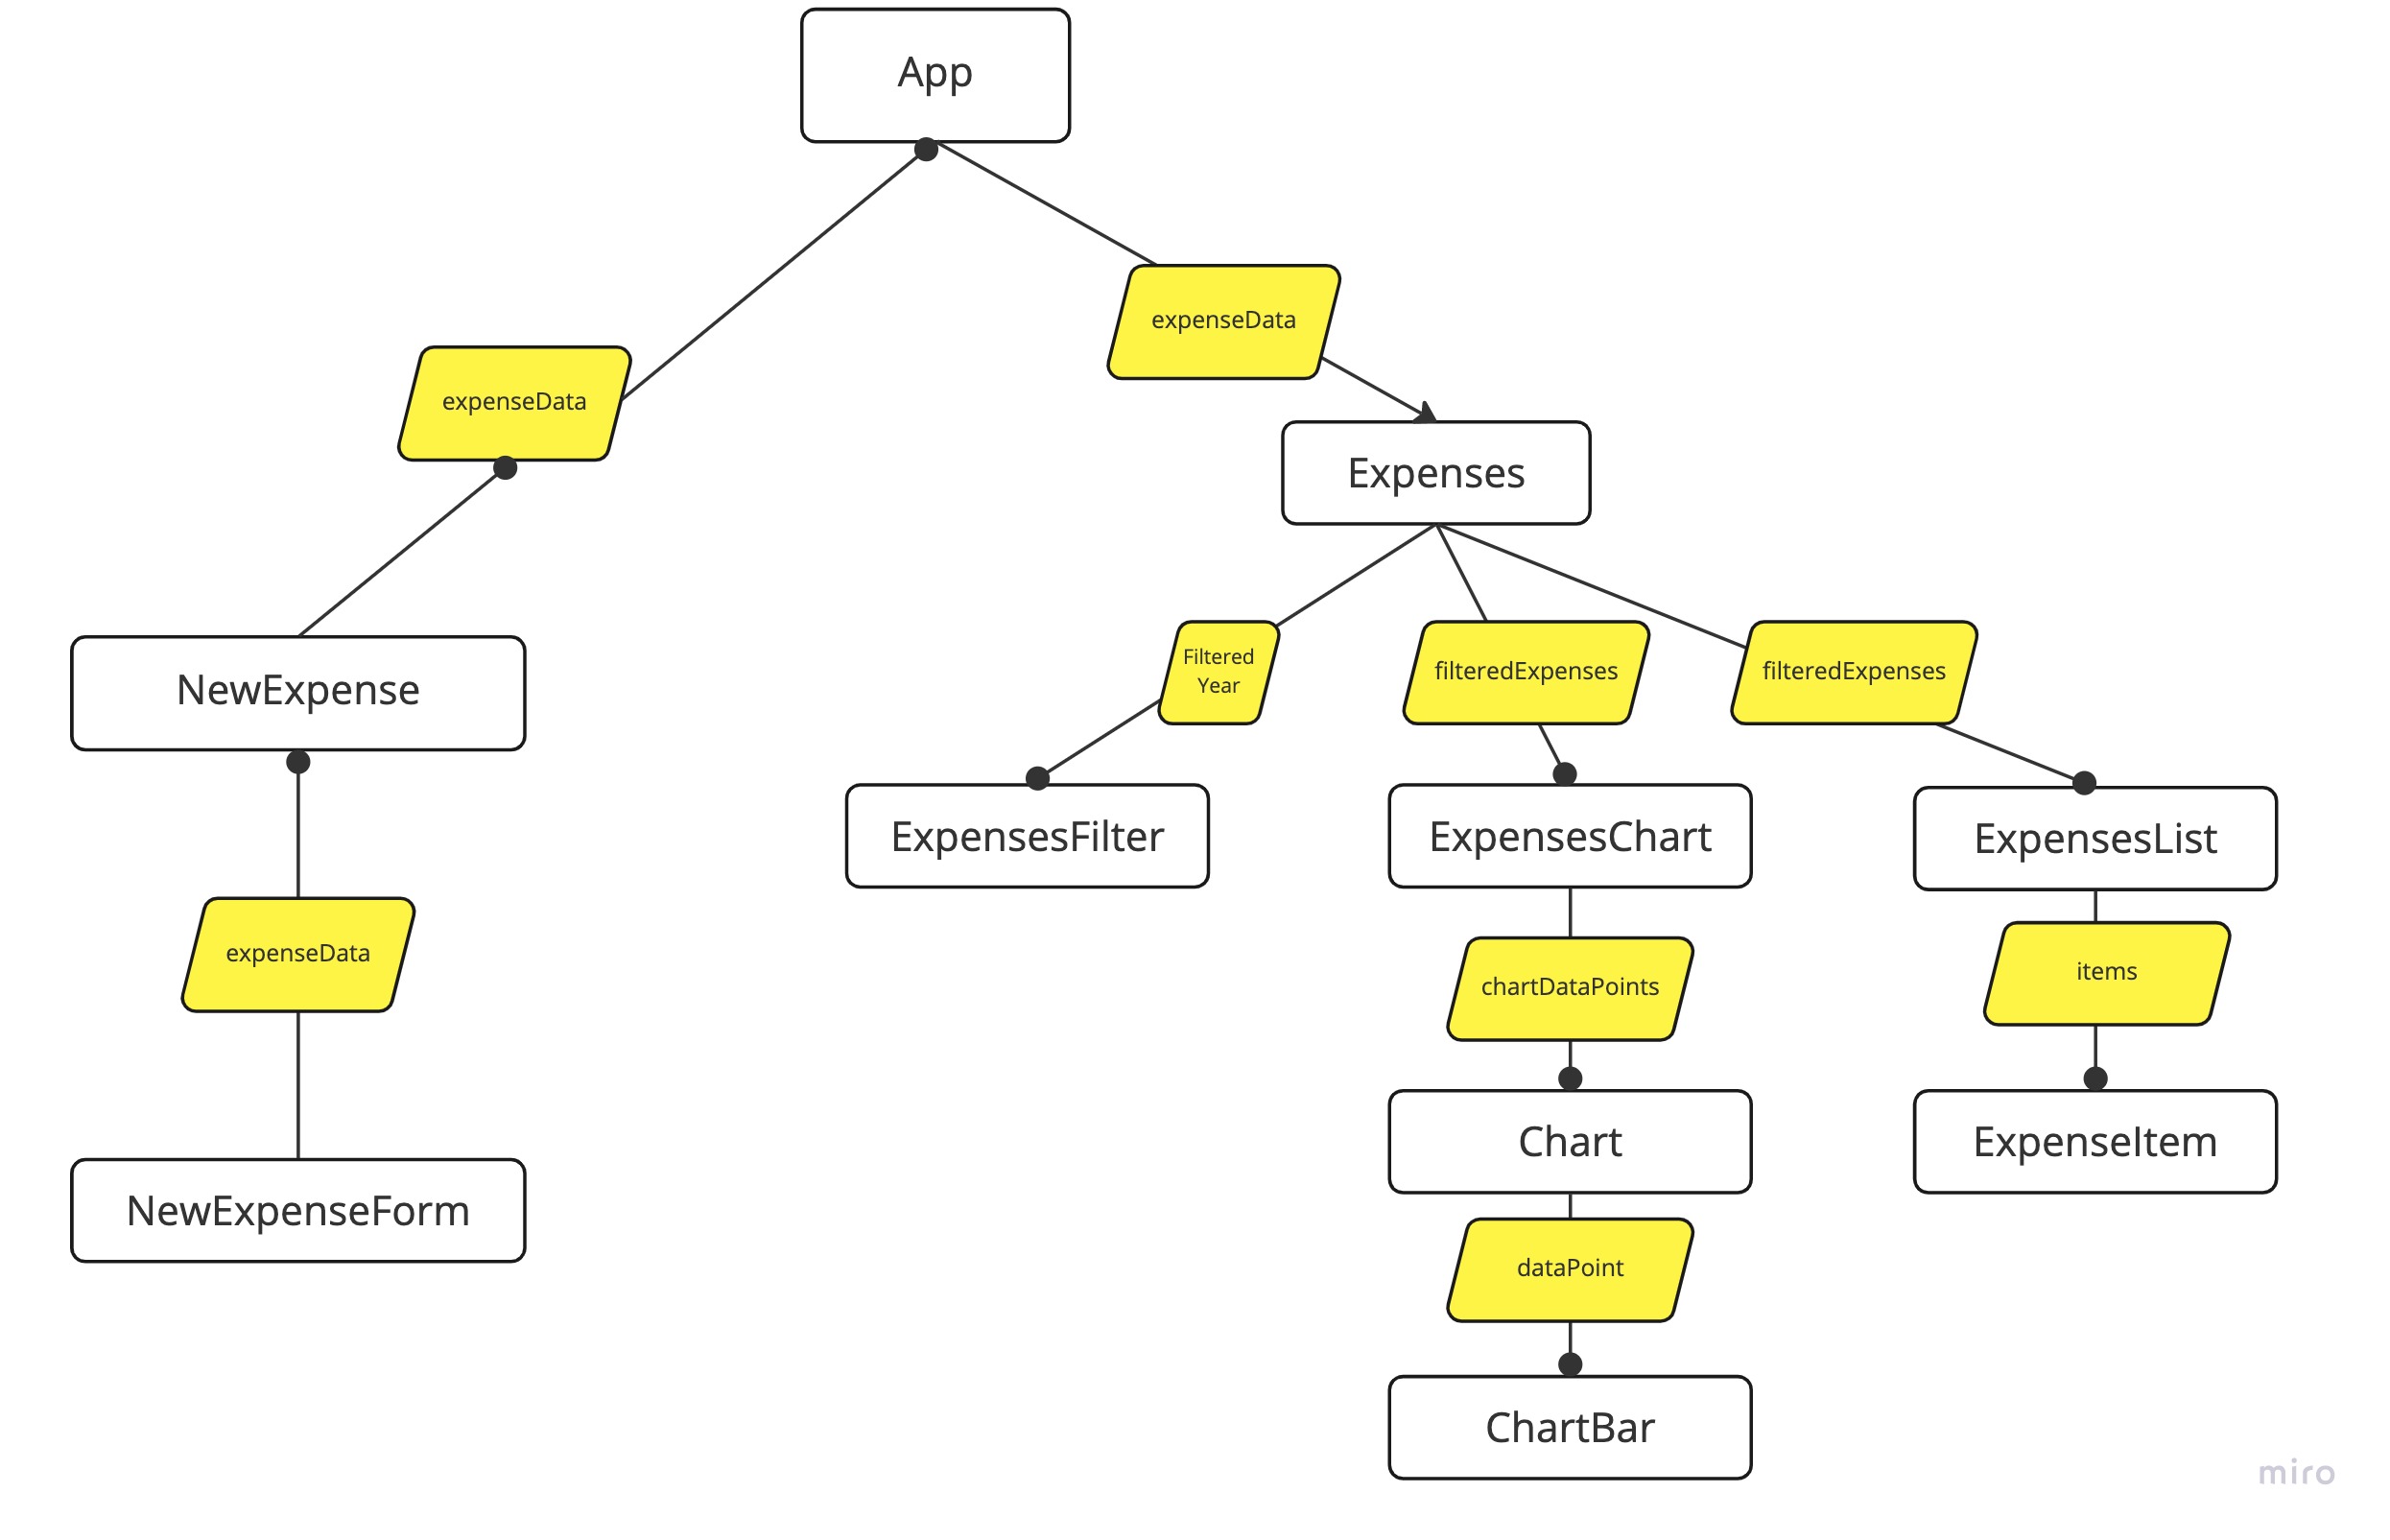 App
expenseData
expenseData
Expenses
NewExpense
Filtered
Year
filteredExpenses
filteredExpenses
ExpensesFilter
ExpensesChart
ExpensesList
expenseData
chartDataPoints
items
NewExpenseForm
Chart
ExpenseItem
dataPoint
ChartBar
miro